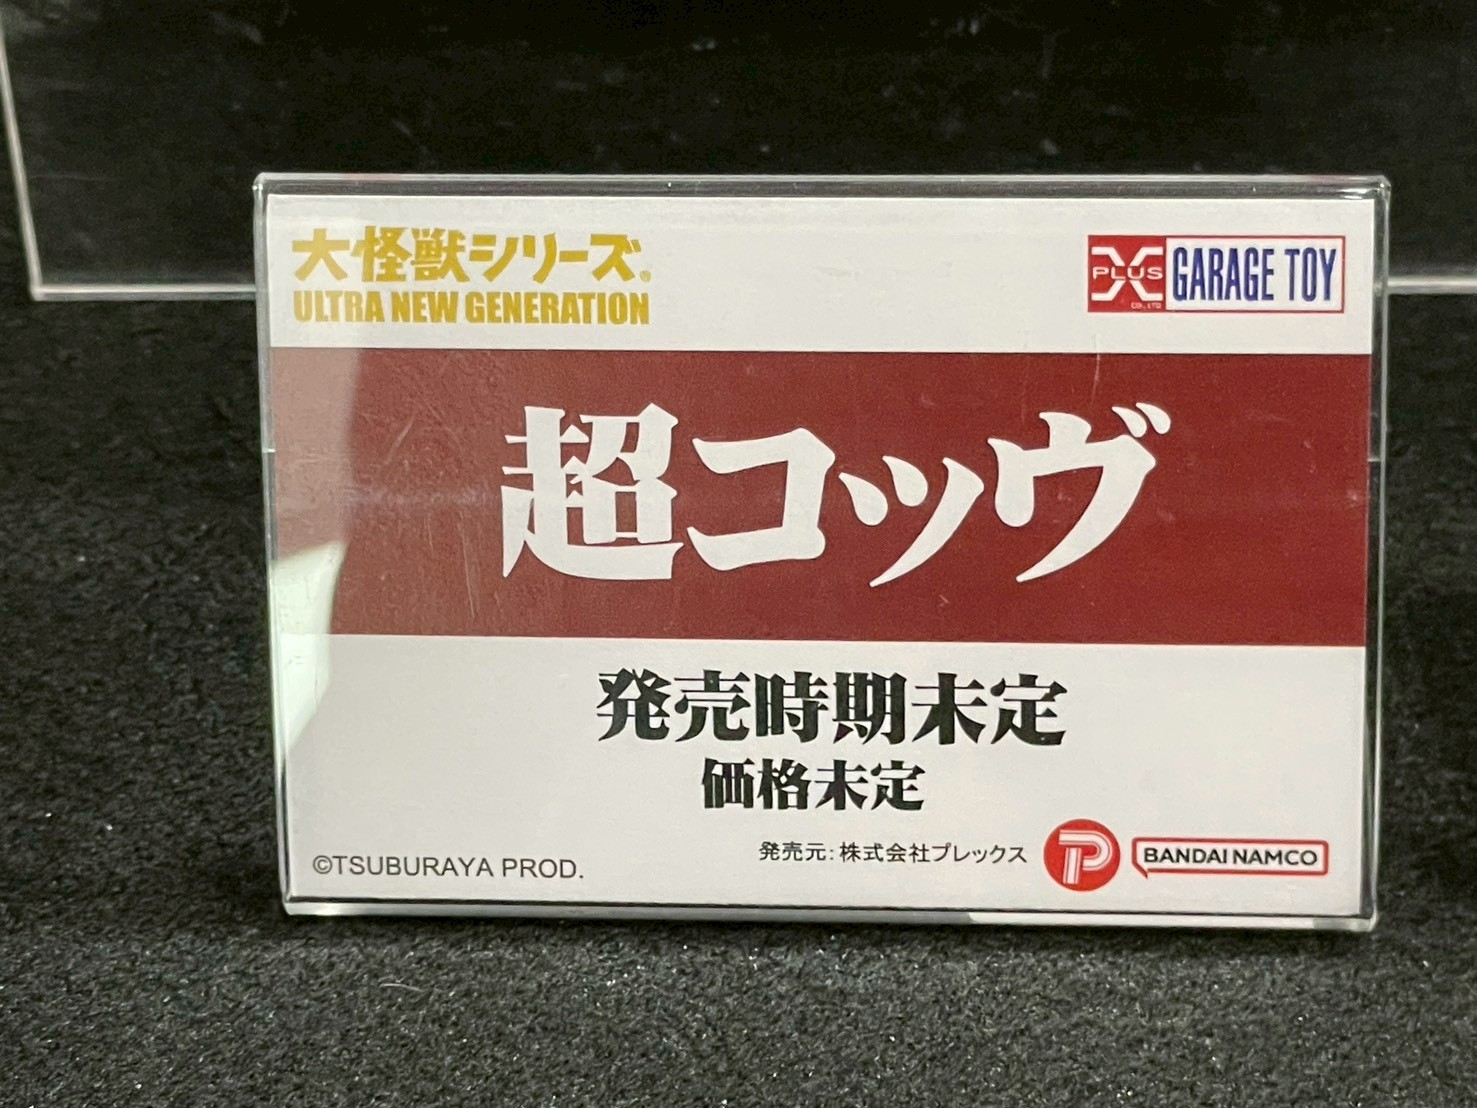 大怪獣シリーズ®
ULTRA NEW GENERATION
X PLUS CO., LTD GARAGE TOY
超コッヴ
発売時期未定
価格未定
©TSUBURAYA PROD.
発売元:株式会社プレックス P BANDAI NAMCO